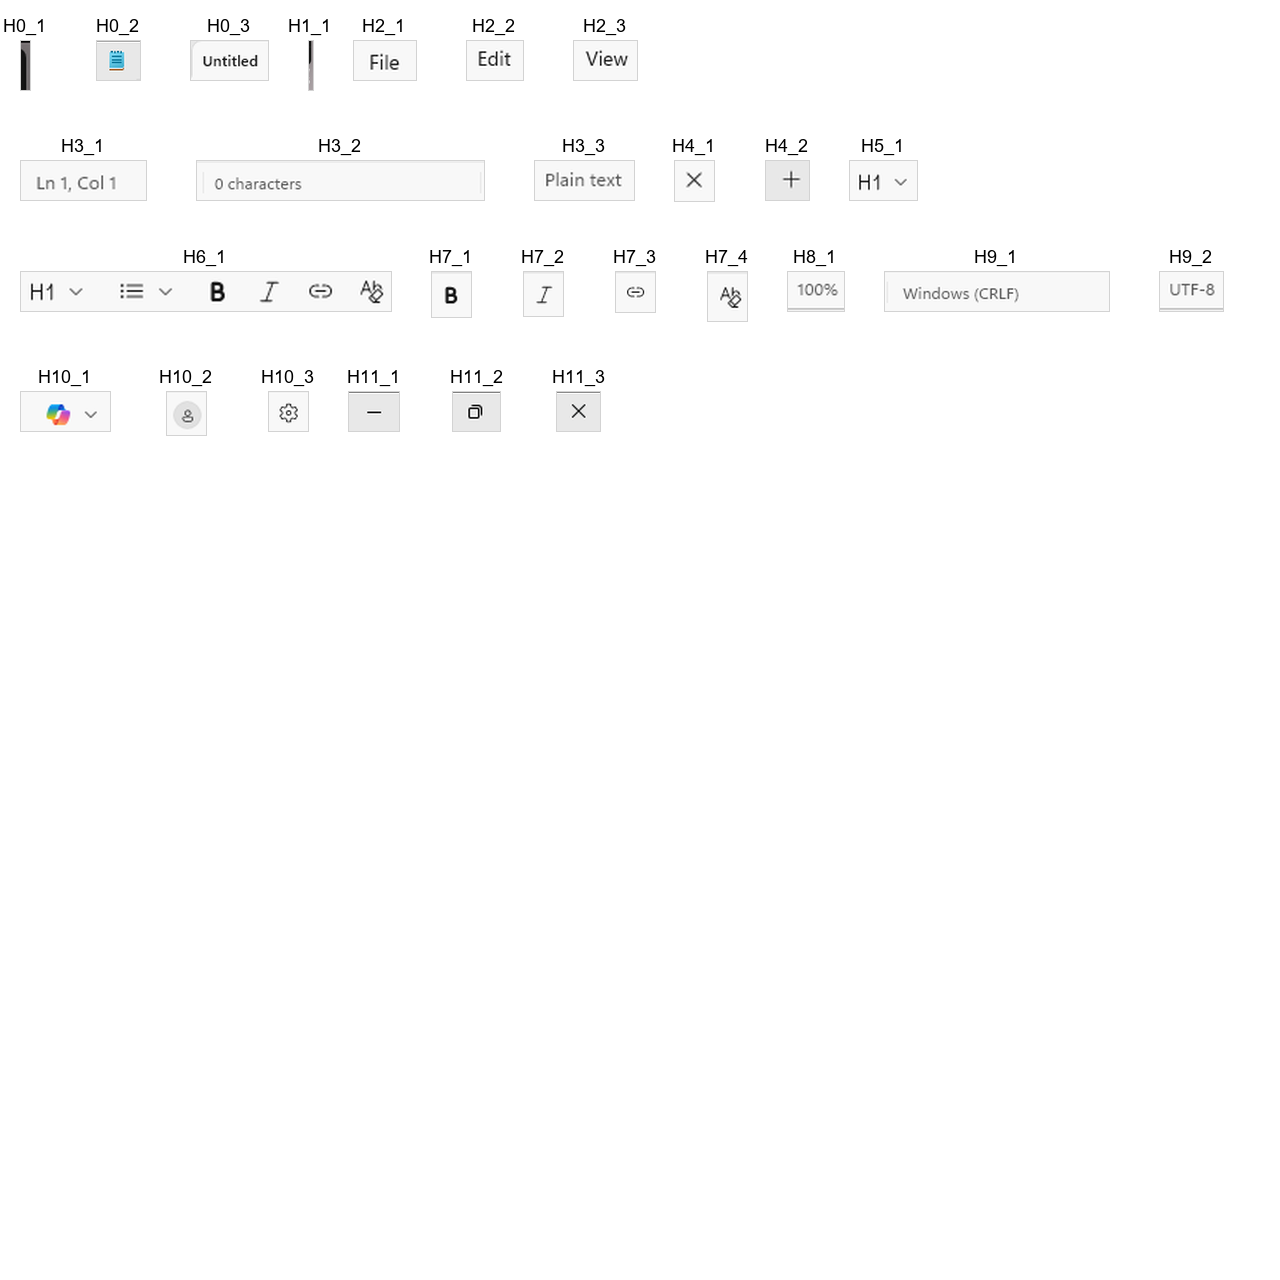 H0_1 H0_2 H0_3 H1_1 H2_1 H2_2 H2_3
Untitled File Edit View
H3_1 H3_2 H3_3 H4_1 H4_2 H5_1
Ln 1, Col 1 0 characters Plain text H1
H6_1 H7_1 H7_2 H7_3 H7_4 H8_1 H9_1 H9_2
H1 B I Ab B I Ab 100% Windows (CRLF) UTF-8
H10_1 H10_2 H10_3 H11_1 H11_2 H11_3